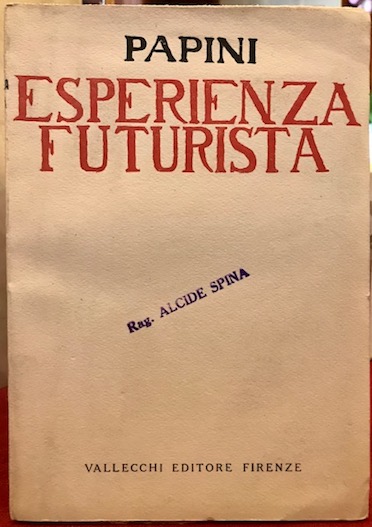 PAPINI
ESPERIENZA
FUTURISTA
Rag. ALCIDE SPINA
VALLECCHI EDITORE FIRENZE